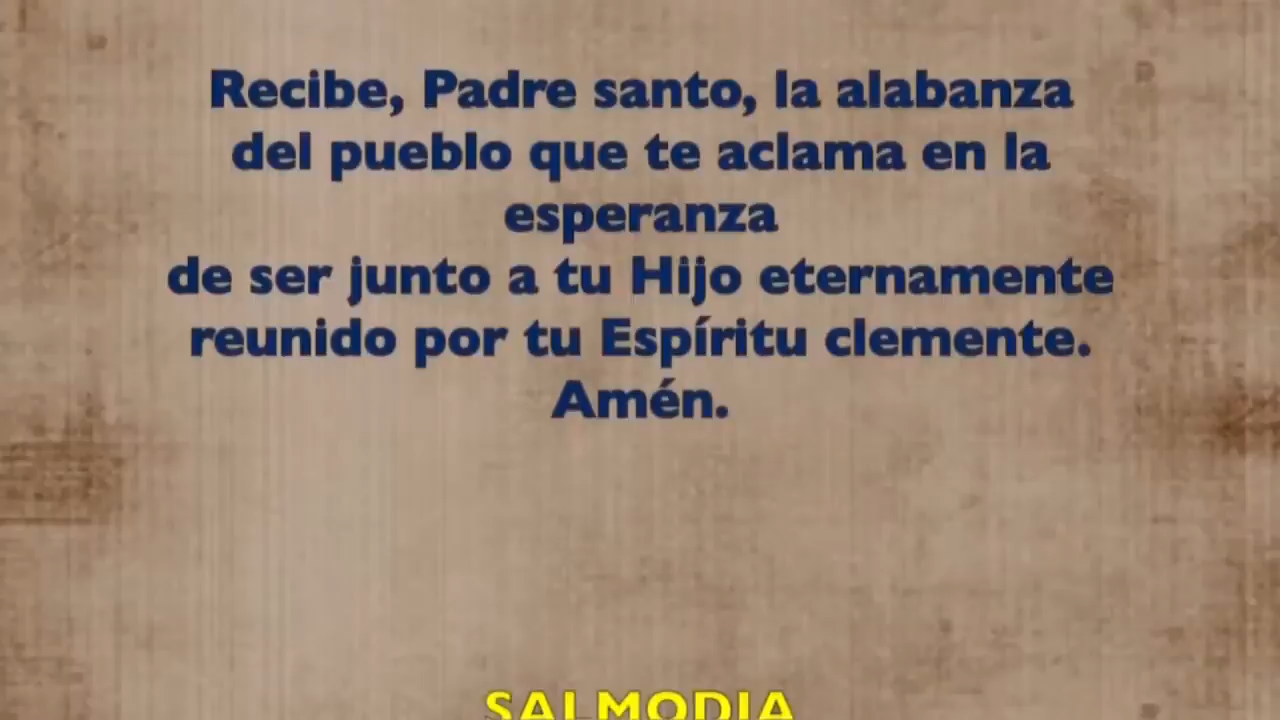 Recibe, Padre santo, la alabanza
del pueblo que te aclama en la
esperanza
de ser junto a tu Hijo eternamente
reunido por tu Espíritu clemente.
Amén.
SALMODIA